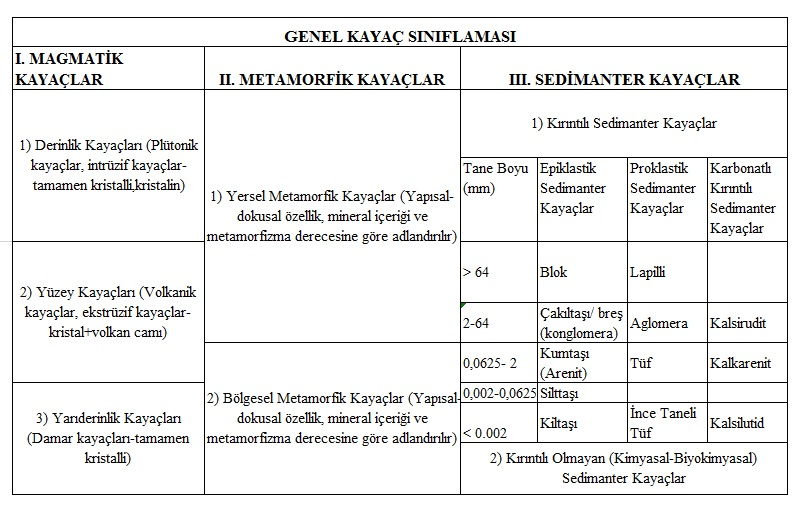 GENEL KAYAÇ SINIFLAMASI
I. MAGMATİK
KAYAÇLAR
II. METAMORFİK KAYAÇLAR
III. SEDİMANTER KAYAÇLAR
1) Derinlik Kayaçları (Plütonik
kayaçlar, intrüzif kayaçlar-
tamamen kristalli,kristalin)
2) Yüzey Kayaçları (Volkanik
kayaçlar, ekstrüzif kayaçlar-
kristal+volkan camı)
3) Yarıderinlik Kayaçları
(Damar kayaçları-tamamen
kristalli)
1) Yersel Metamorfik Kayaçlar (Yapısal-
dokusal özellik, mineral içeriği ve
metamorfizma derecesine göre adlandırılır)
2) Bölgesel Metamorfik Kayaçlar (Yapısal-
dokusal özellik, mineral içeriği ve
metamorfizma derecesine göre adlandırılır)
1) Kırıntılı Sedimanter Kayaçlar
Tane Boyu
(mm)
Epiklastik
Sedimanter
Kayaçlar
Proklastik
Sedimanter
Kayaçlar
Karbonatlı
Kırıntılı
Sedimanter
Kayaçlar
> 64
Blok
Lapilli
2-64
Çakıltaşı/ breş
(konglomera)
Aglomera
Kalsirudit
0,0625- 2
Kumtaşı
(Arenit)
Tüf
Kalkarenit
0,002-0,0625
Silttaşı
< 0.002
Kiltaşı
İnce Taneli
Tüf
Kalsilutid
2) Kırıntılı Olmayan (Kimyasal-Biyokimyasal)
Sedimanter Kayaçlar